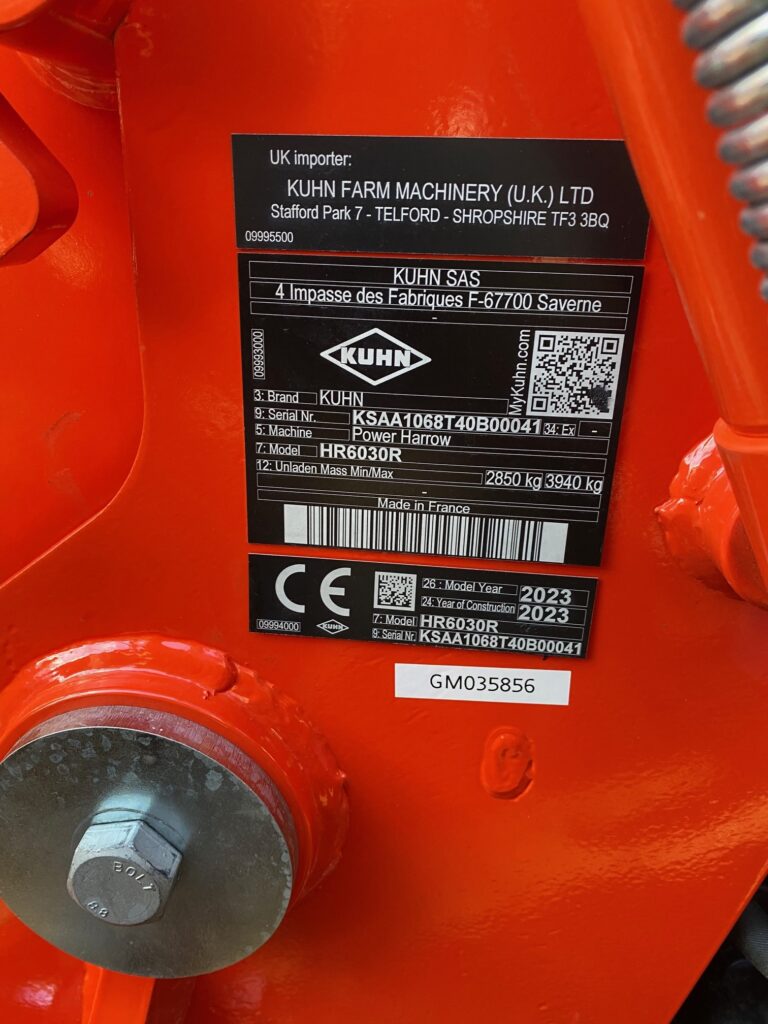 UK importer:
KUHN FARM MACHINERY (U.K.) LTD
Stafford Park 7 - TELFORD - SHROPSHIRE TF3 3BQ
09995500
KUHN SAS
4 Impasse des Fabriques F-67700 Saverne
-
09993000
KUHN
MyKuhn.com
3: Brand KUHN
9: Serial Nr. KSAA1068T40B00041 34: Ex -
5: Machine Power Harrow
7: Model HR6030R
12: Unladen Mass Min/Max 2850 kg 3940 kg
-
Made in France
CE
26 : Model Year 2023
24: Year of Construction 2023
09994000 KUHN
7: Model HR6030R
9: Serial Nr. KSAA1068T40B00041
GM035856
8.8